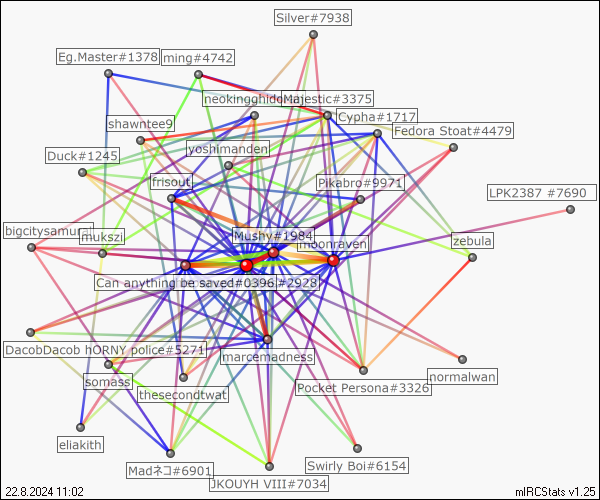 Silver#7938
Eg.Master#1378
ming#4742
neokingghido
Majestic#3375
Cypha#1717
shawntee9
Fedora Stoat#4479
Duck#1245
yoshimanden
frisout
Pikabro#9971
LPK2387 #7690
bigcitysamurai
mukszi
Mushy#1984
moonraven
zebula
Can anything be saved#0396
#2928
DacobDacob HORNY police#5271
marcemadness
somass
thesecondtwat
Pocket Persona#3326
normalwan
eliakith
Madネコ#6901
JKOUYH VIII#7034
Swirly Boi#6154
22.8.2024 11:02
mIRCStats v1.25